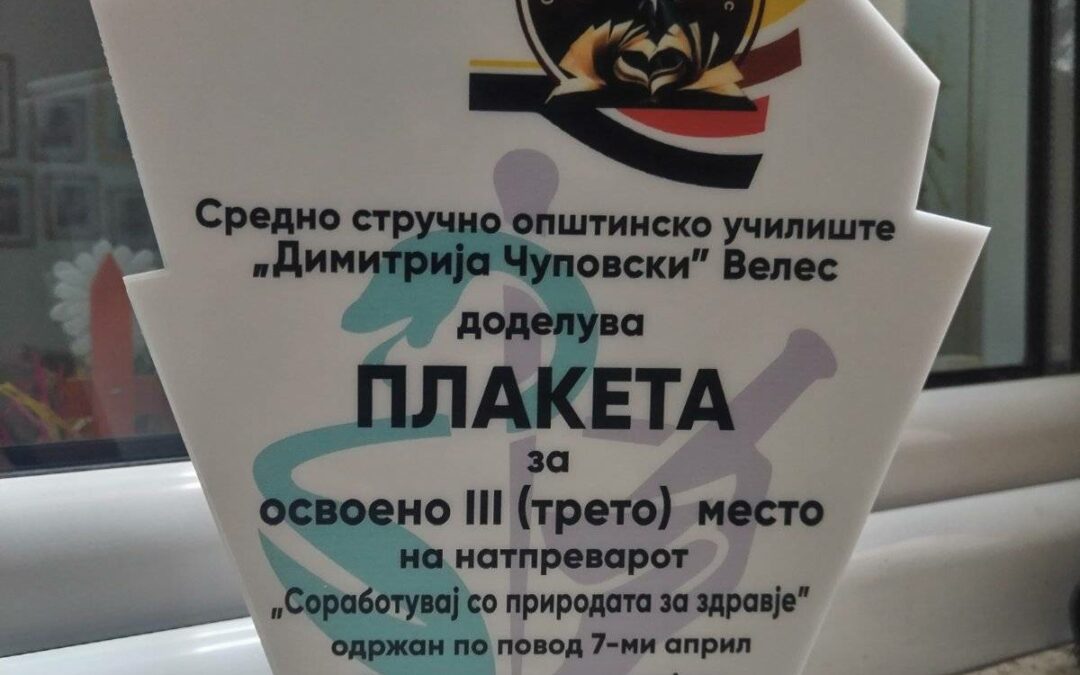 Средно стручно општинско училиште
„Димитрија Чуповски” Велес
доделува
ПЛАКЕТА
за
освоено III (трето) место
на натпреварот
„Соработувај со природата за здравје”
одржан по повод 7-ми април